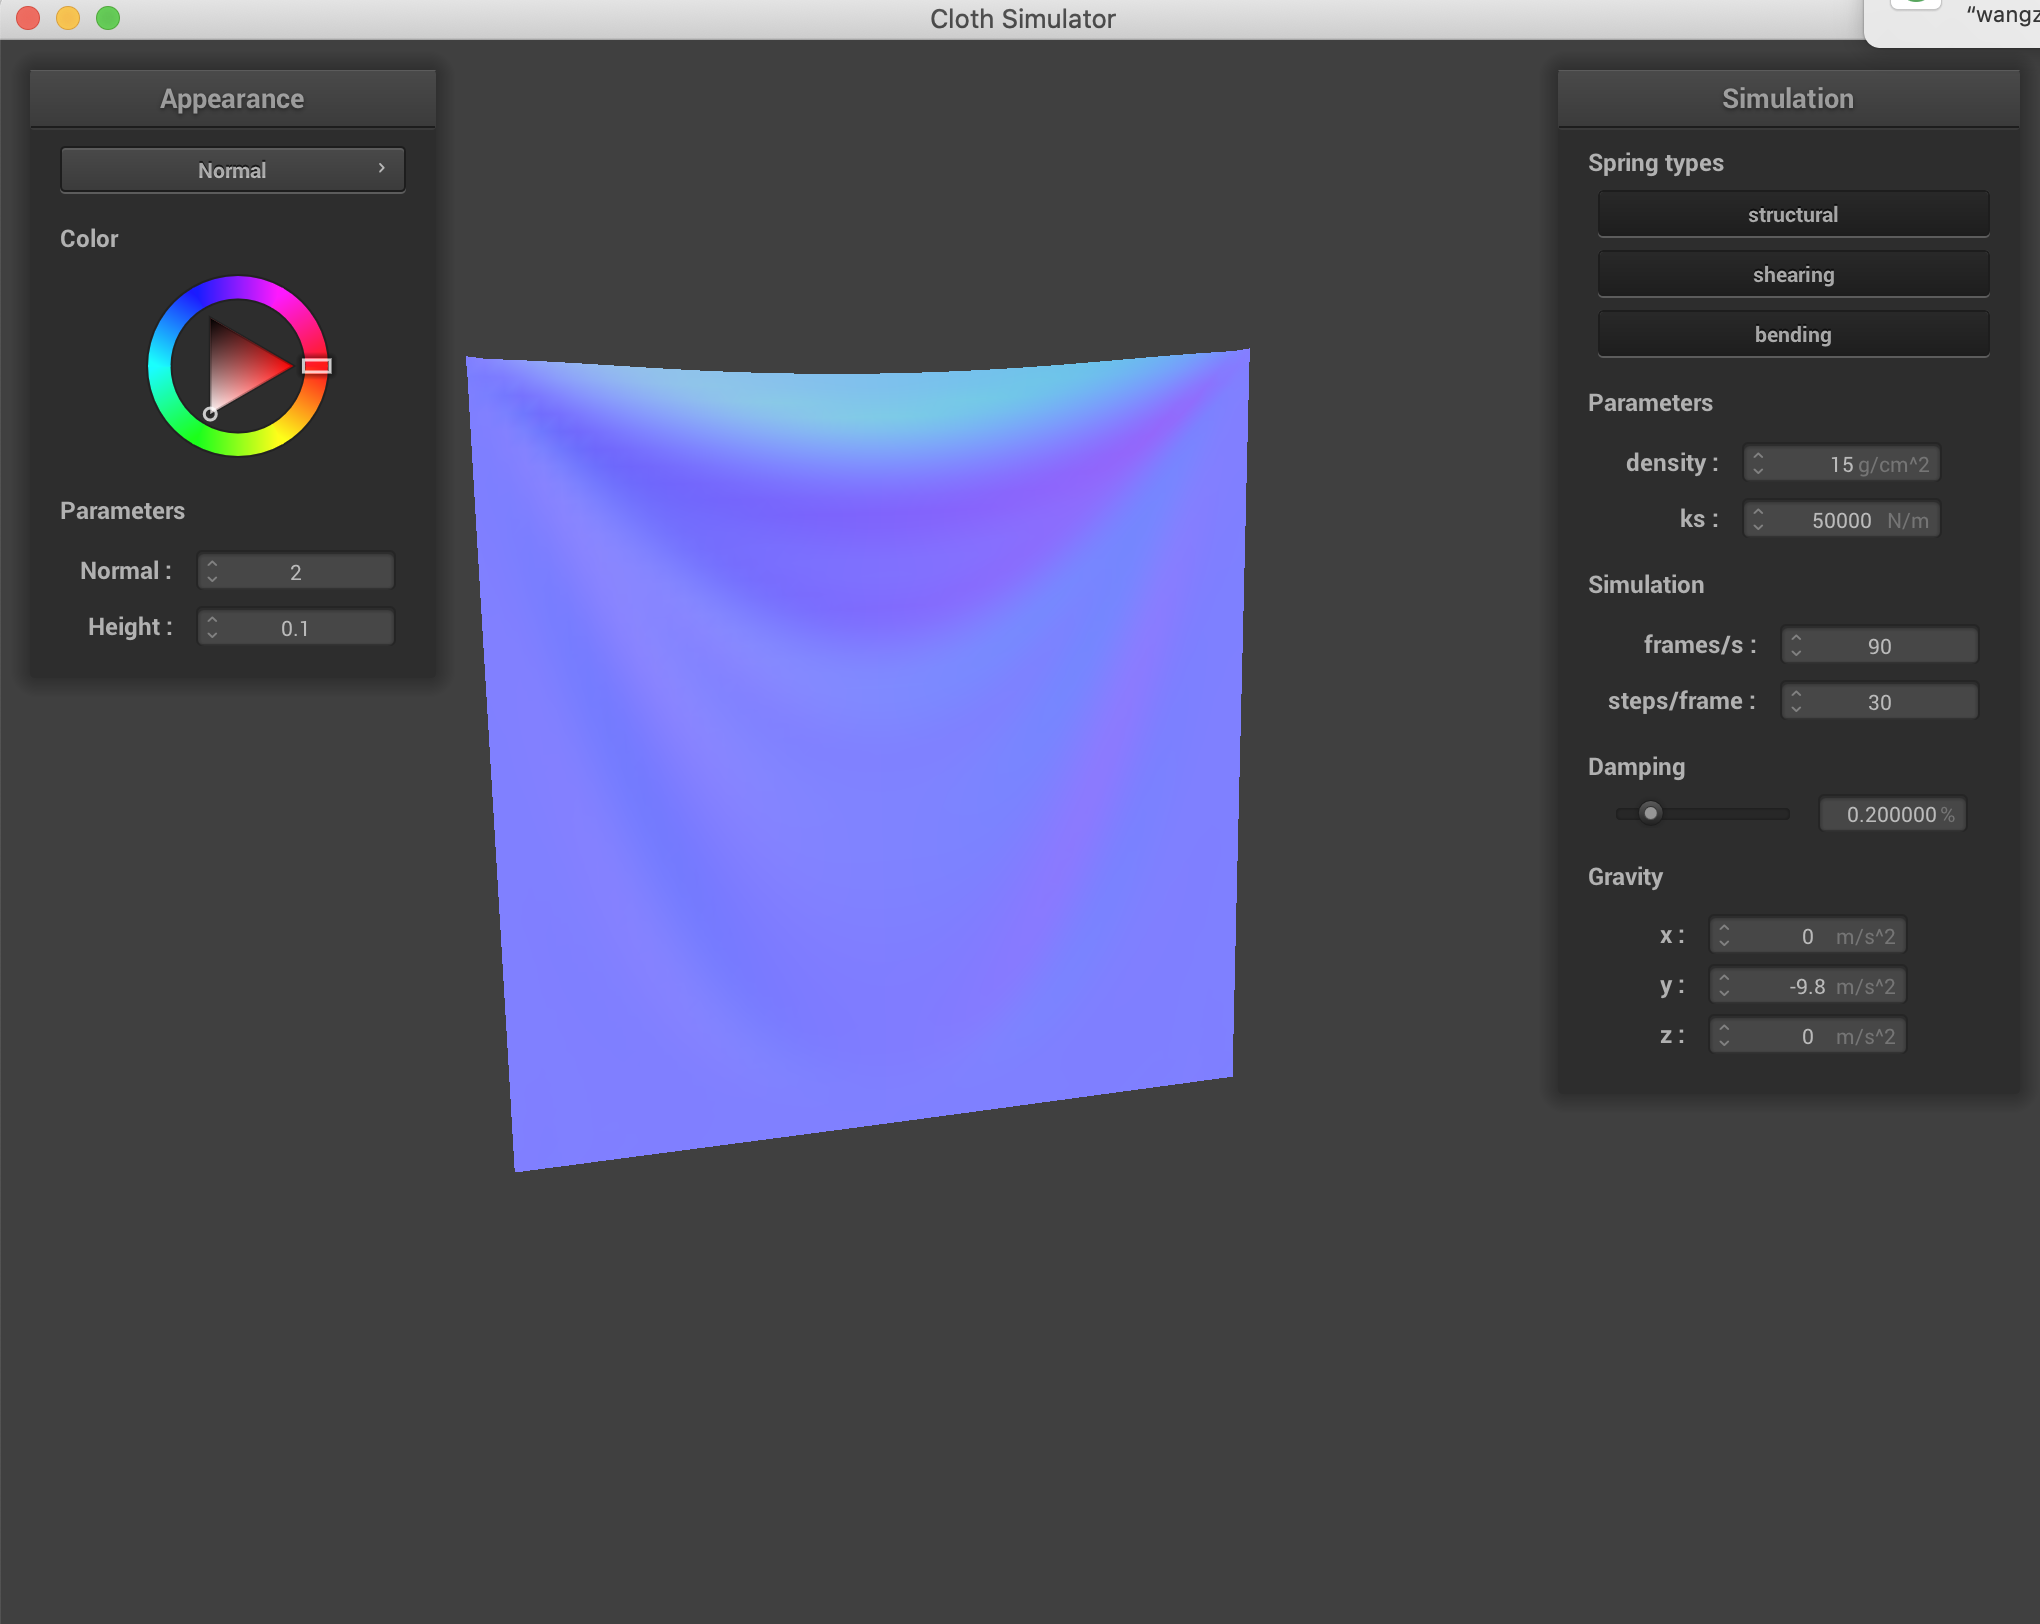 Cloth Simulator
“wangz
Appearance
Normal
Color
Parameters
Normal : 2
Height : 0.1
Simulation
Spring types
structural
shearing
bending
Parameters
density : 15 g/cm^2
ks : 50000 N/m
Simulation
frames/s : 90
steps/frame : 30
Damping
0.200000 %
Gravity
x : 0 m/s^2
y : -9.8 m/s^2
z : 0 m/s^2